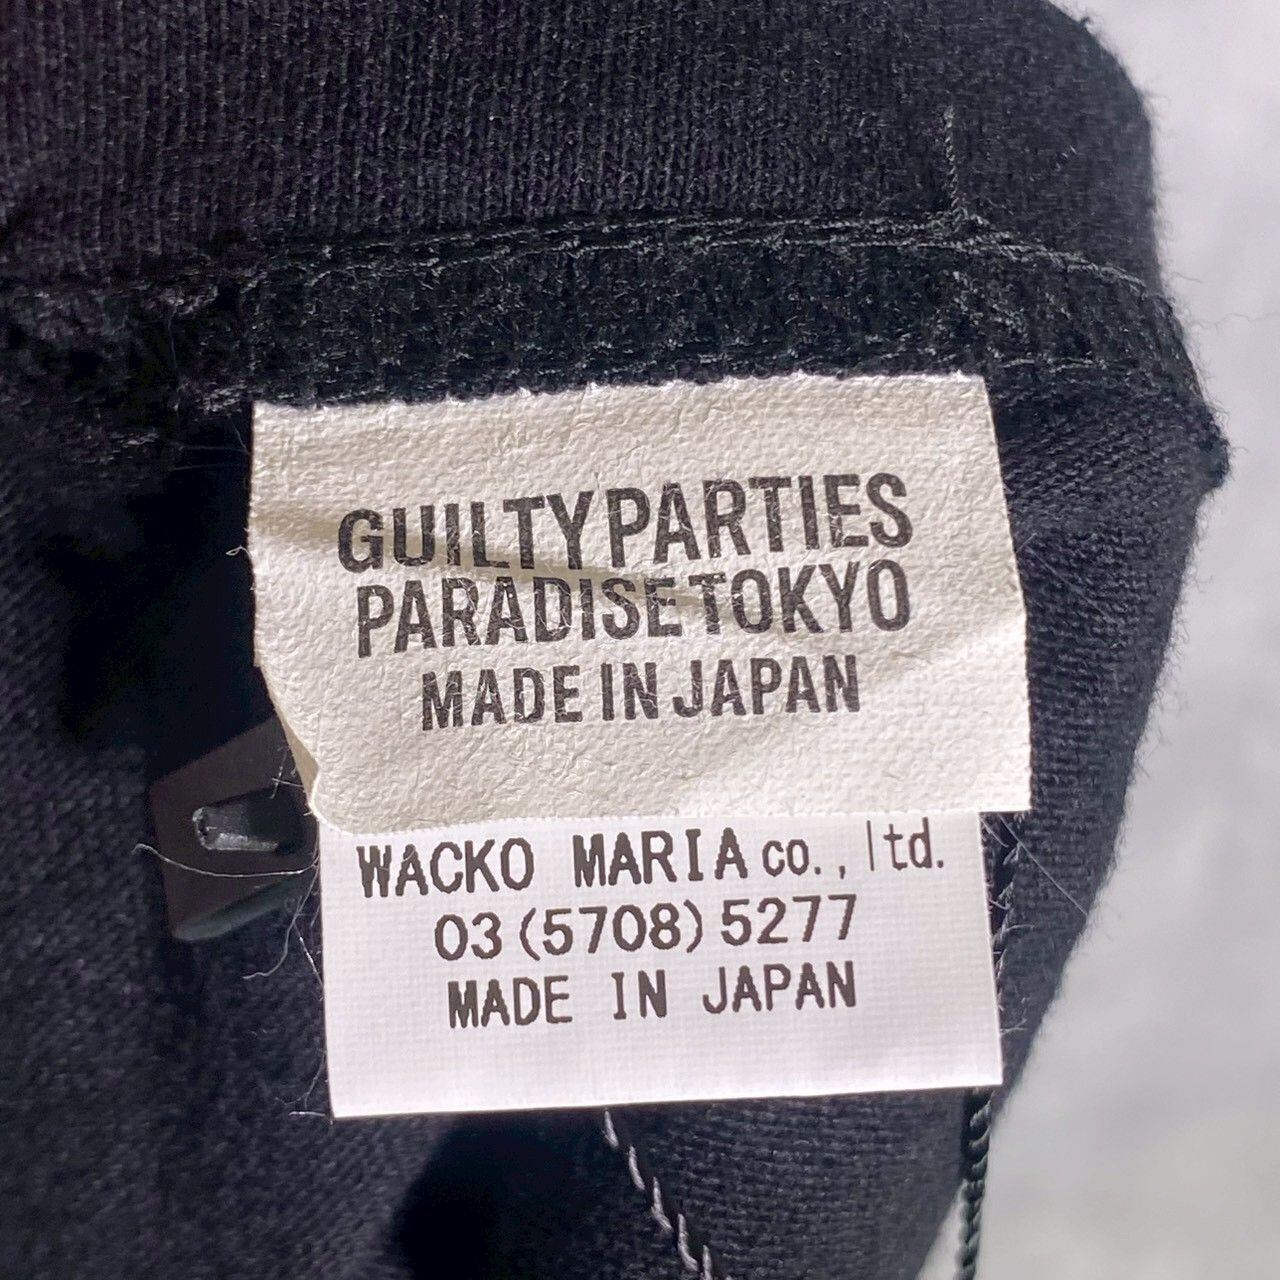 GUILTY PARTIES
PARADISE TOKYO
MADE IN JAPAN
WACKO MARIA co., ltd.
03(5708)5277
MADE IN JAPAN